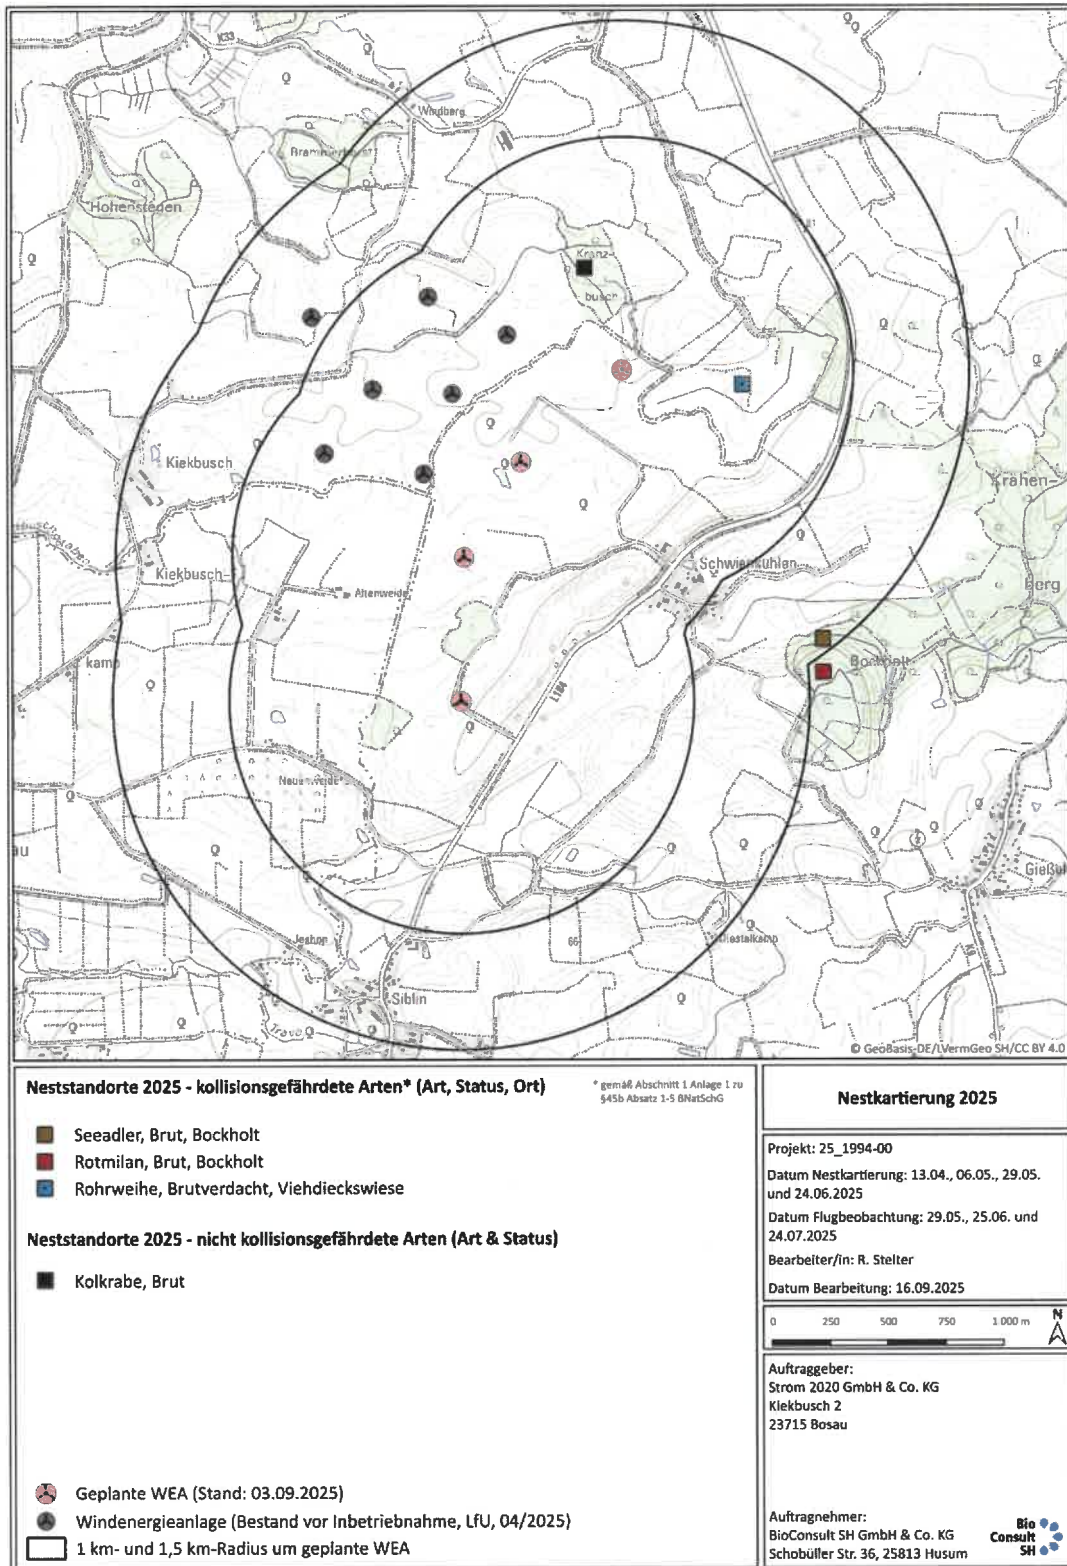 K33
Windberg
Hohensteden
Kranz-
busch
Kiekbusch
Kiekbusch-
kamp
Altenweide
Schwienkuhlen
Krähen-
Berg
Bockholt
L184
Neuenweide
66
Siblin
Trave
© GeoBasis-DE/LVermGeo SH/CC BY 4.0
Neststandorte 2025 - kollisionsgefährdete Arten* (Art, Status, Ort)
* gemäß Abschnitt 1 Anlage 1 zu
§45b Absatz 1-5 BNatSchG
Seeadler, Brut, Bockholt
Rotmilan, Brut, Bockholt
Rohrweihe, Brutverdacht, Viehdieckswiese
Neststandorte 2025 - nicht kollisionsgefährdete Arten (Art & Status)
Kolkrabe, Brut
Geplante WEA (Stand: 03.09.2025)
Windenergieanlage (Bestand vor Inbetriebnahme, LfU, 04/2025)
1 km- und 1,5 km-Radius um geplante WEA
Nestkartierung 2025
Projekt: 25_1994-00
Datum Nestkartierung: 13.04., 06.05., 29.05.
und 24.06.2025
Datum Flugbeobachtung: 29.05., 25.06. und
24.07.2025
Bearbeiter/in: R. Stelter
Datum Bearbeitung: 16.09.2025
0 250 500 750 1 000 m
N
Auftraggeber:
Strom 2020 GmbH & Co. KG
Kiekbusch 2
23715 Bosau
Auftragnehmer:
BioConsult SH GmbH & Co. KG
Schobüller Str. 36, 25813 Husum
Bio
Consult
SH